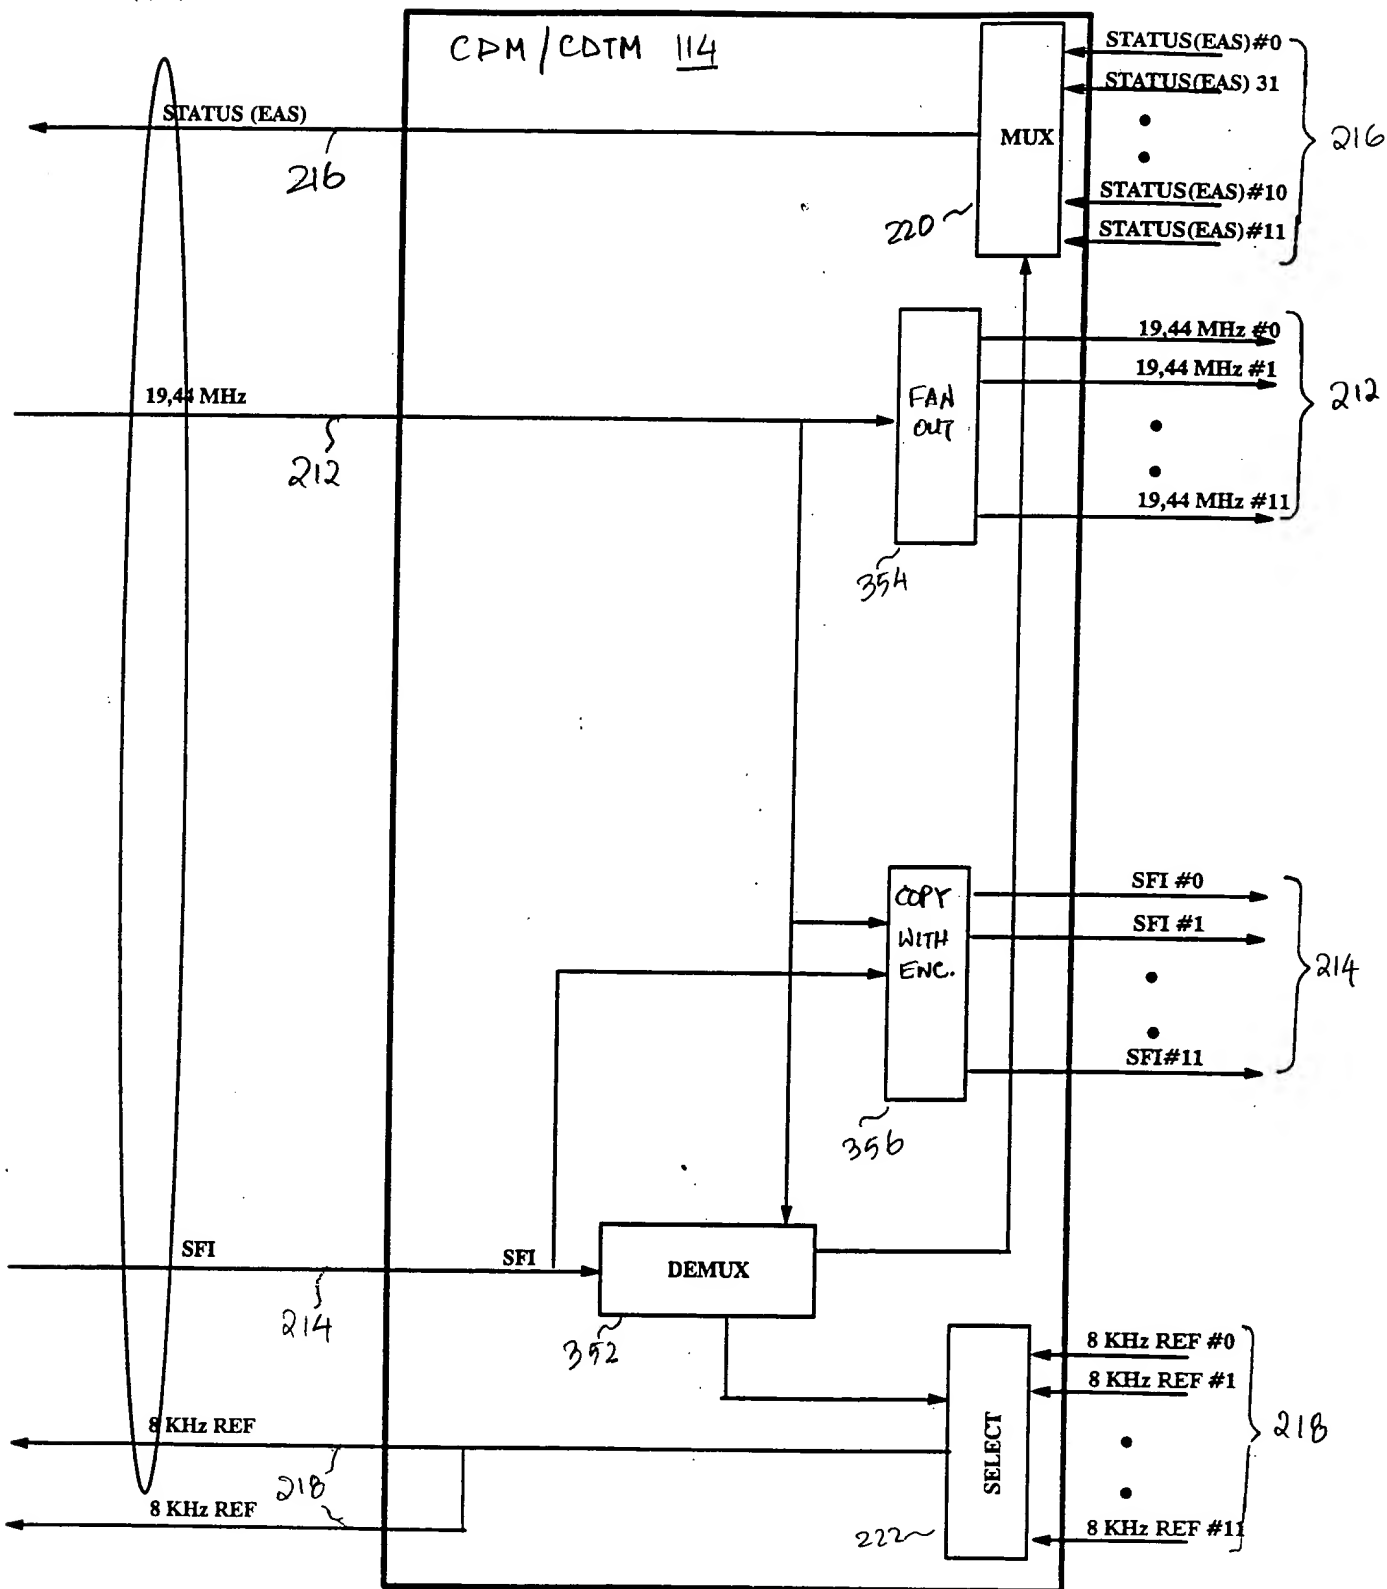 CDM/CDTM 114
STATUS(EAS)#0
STATUS(EAS) 31
216
STATUS (EAS)
216
MUX
STATUS(EAS)#10
220
STATUS(EAS)#11
19,44 MHz #0
19,44 MHz #1
212
19,44 MHz
212
FAN
OUT
19,44 MHz #11
354
SFI #0
COPY
WITH
ENC.
SFI #1
214
SFI#11
356
SFI
SFI
DEMUX
214
352
8 KHz REF #0
8 KHz REF #1
218
8 KHz REF
218
SELECT
8 KHz REF
222
8 KHz REF #11